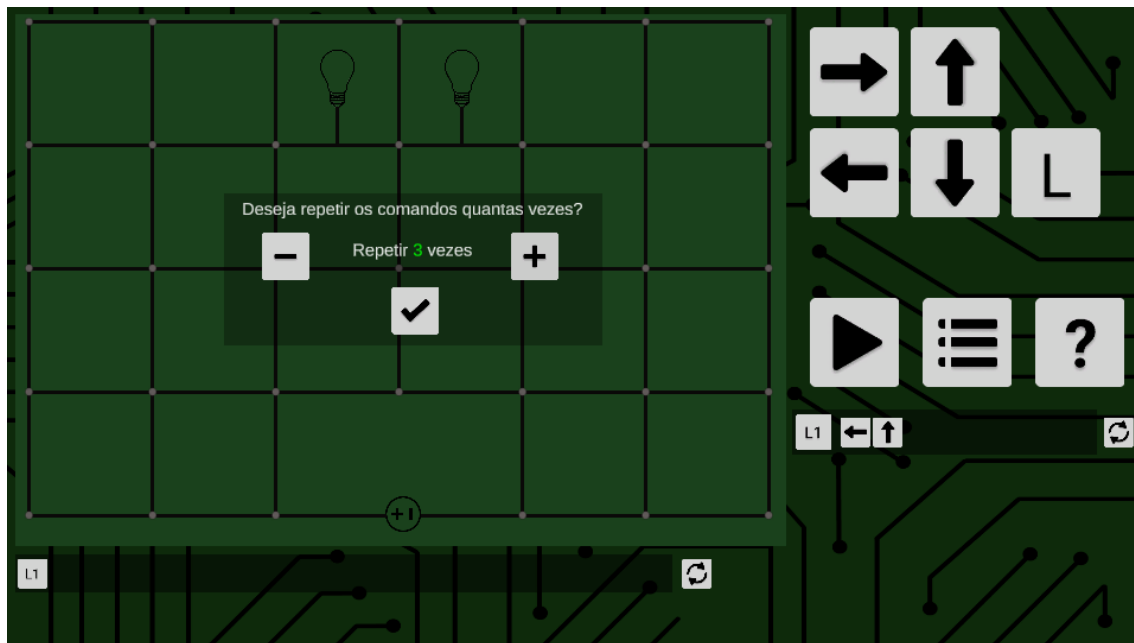 Deseja repetir os comandos quantas vezes?
Repetir 3 vezes
L
?
L1
+I
L1